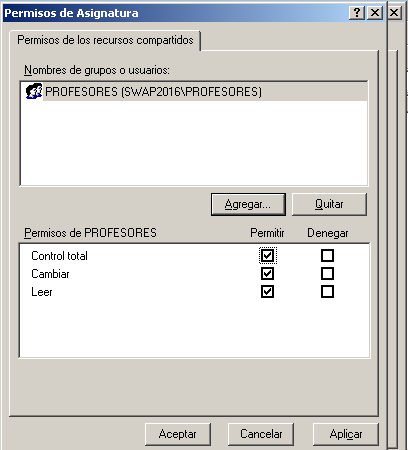 Permisos de Asignatura
Permisos de los recursos compartidos
Nombres de grupos o usuarios:
PROFESORES (SWAP2016\PROFESORES)
Agregar... Quitar
Permisos de PROFESORES Permitir Denegar
Control total
Cambiar
Leer
Aceptar Cancelar Aplicar